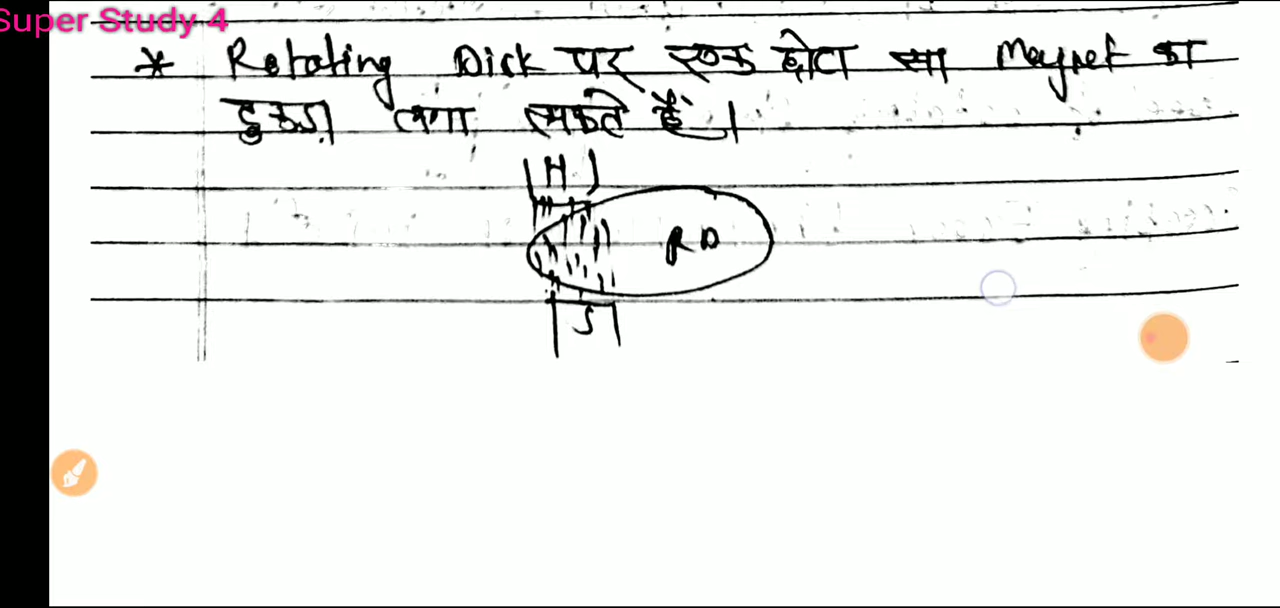 Super Study 4
* Rotating Disk पर एक छोटा सा Magnet का
टुकड़ा लगा सकते हैं।
N
RD
S